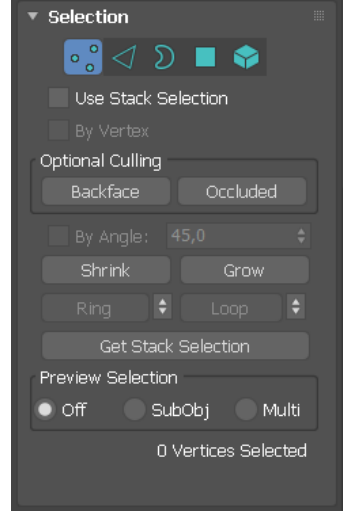 Selection
Use Stack Selection
By Vertex
Optional Culling
Backface Occluded
By Angle: 45,0
Shrink Grow
Ring Loop
Get Stack Selection
Preview Selection
Off SubObj Multi
0 Vertices Selected